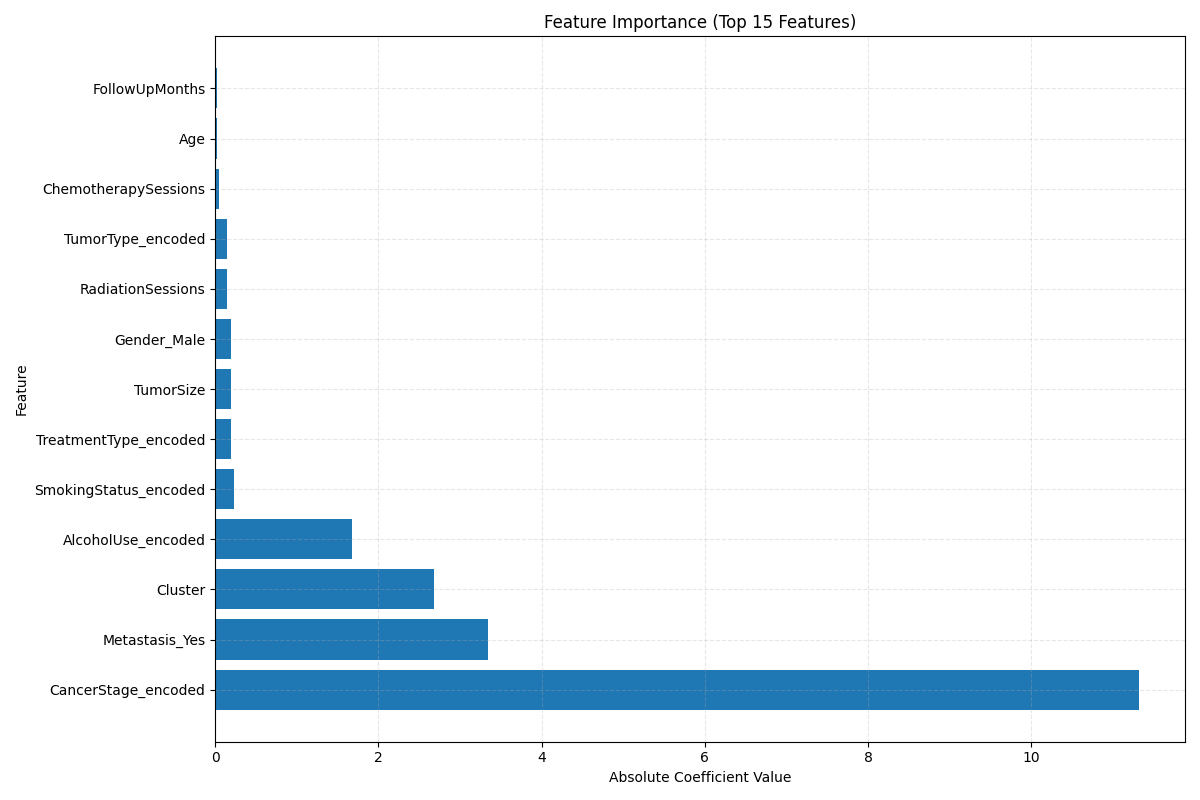 Feature Importance (Top 15 Features)
Feature
FollowUpMonths
Age
ChemotherapySessions
TumorType_encoded
RadiationSessions
Gender_Male
TumorSize
TreatmentType_encoded
SmokingStatus_encoded
AlcoholUse_encoded
Cluster
Metastasis_Yes
CancerStage_encoded
0 2 4 6 8 10
Absolute Coefficient Value